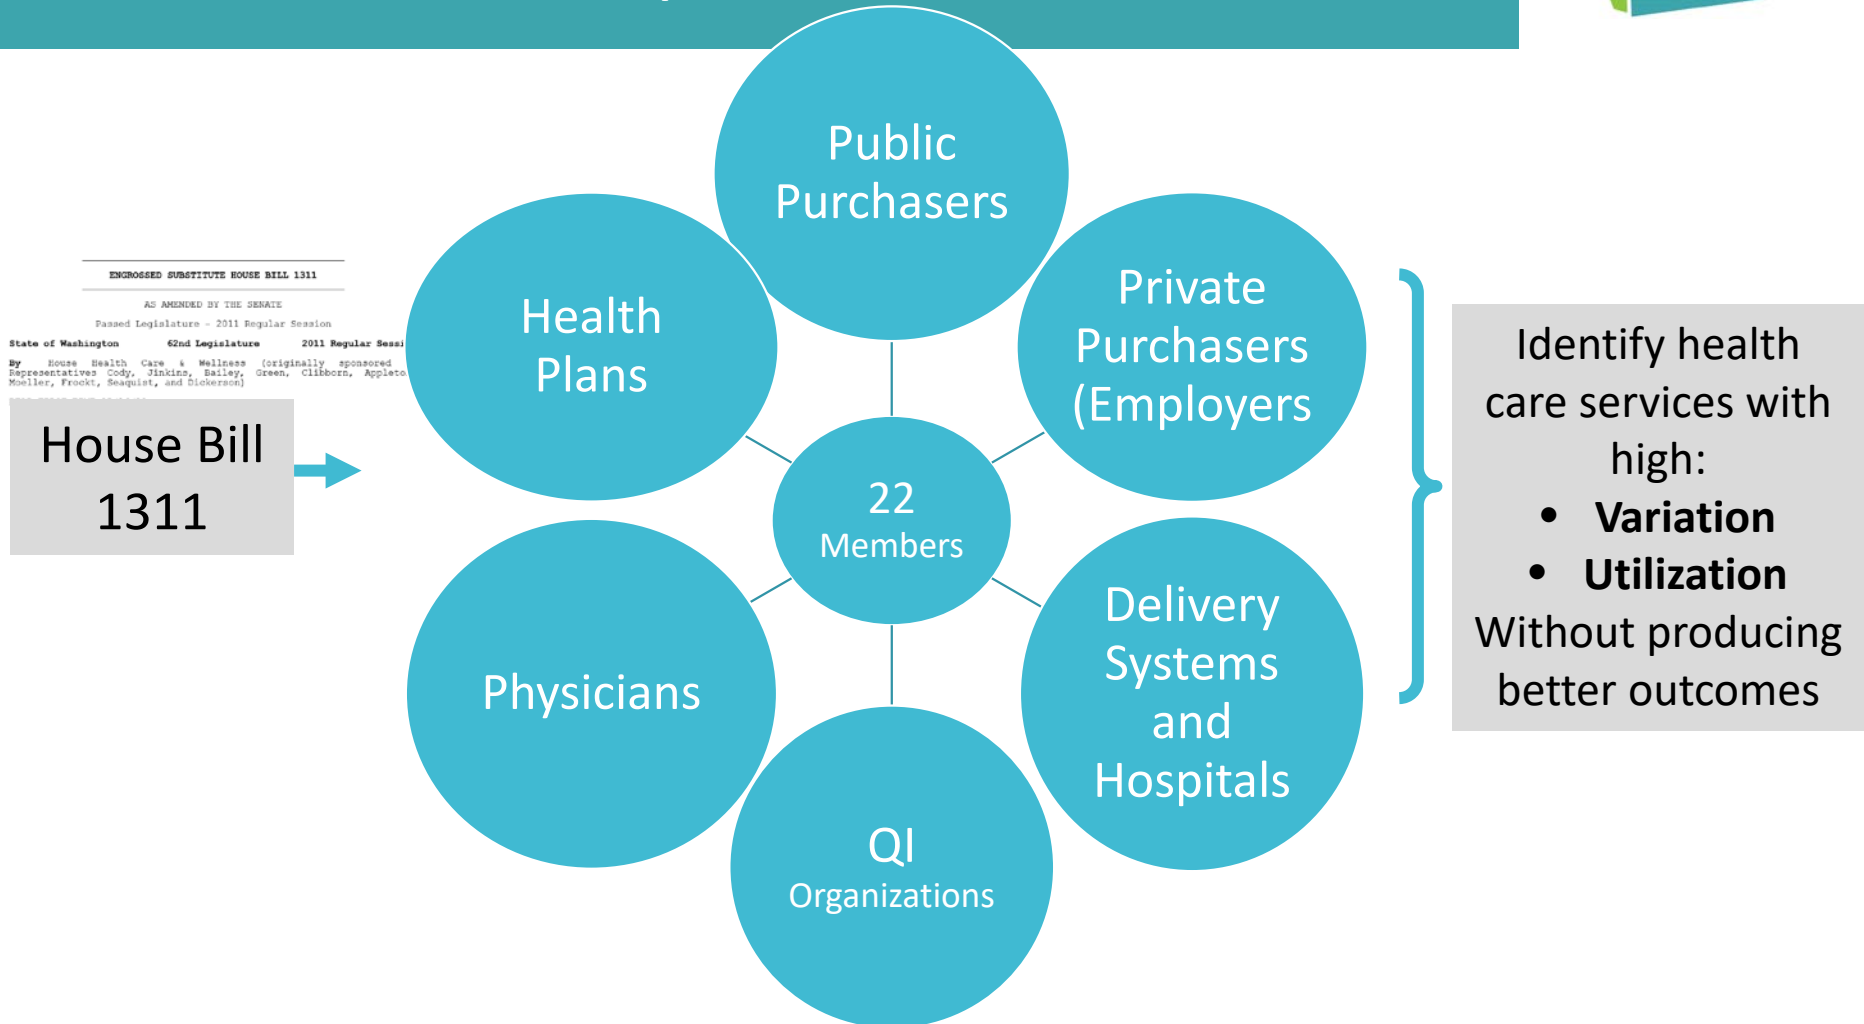 ENGROSSED SUBSTITUTE HOUSE BILL 1311
AS AMENDED BY THE SENATE
Passed Legislature - 2011 Regular Session
State of Washington 62nd Legislature 2011 Regular Sessi
By House Health Care & Wellness (originally sponsored
Representatives Cody, Jinkins, Bailey, Green, Clibborn, Appleto
Moeller, Frockt, Seaquist, and Dickerson)
House Bill
1311
Public
Purchasers
Health
Plans
Private
Purchasers
(Employers
22
Members
Physicians
Delivery
Systems
and
Hospitals
QI
Organizations
Identify health
care services with
high:
• Variation
• Utilization
Without producing
better outcomes